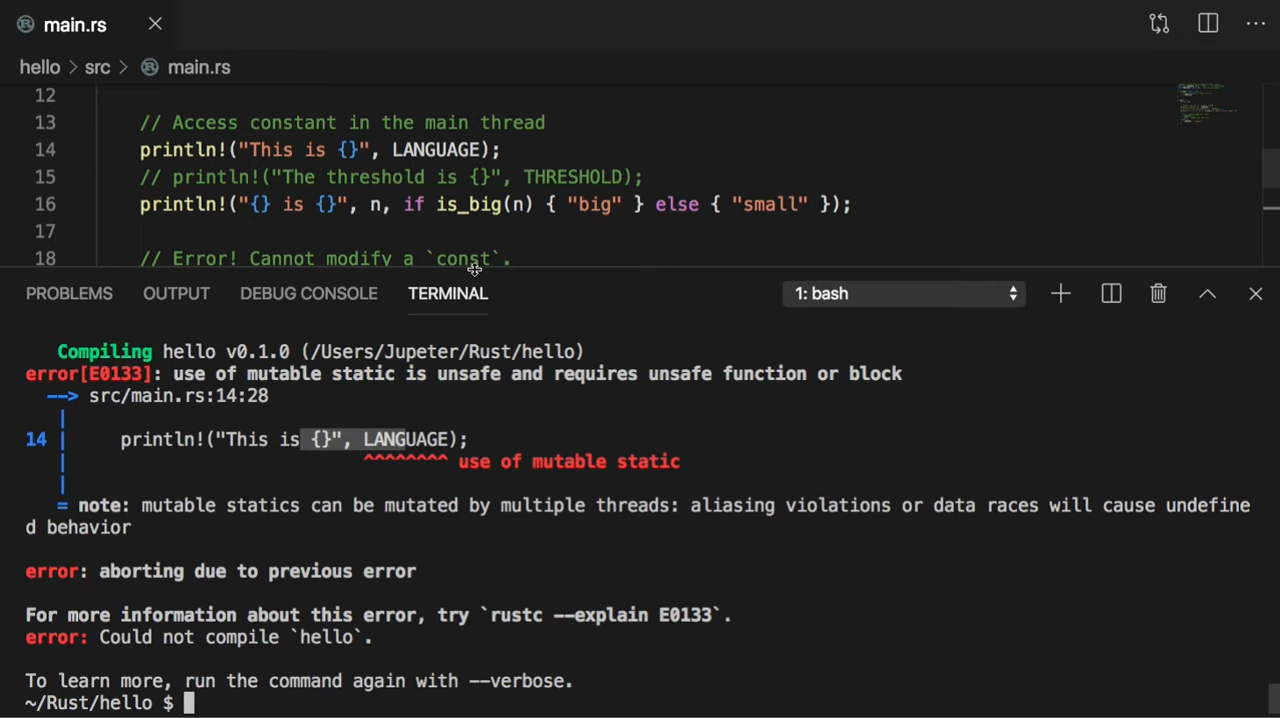 main.rs
hello > src > main.rs
12
13 // Access constant in the main thread
14 println!("This is {}", LANGUAGE);
15 // println!("The threshold is {}", THRESHOLD);
16 println!("{} is {}", n, if is_big(n) { "big" } else { "small" });
17
18 // Error! Cannot modify a `const`.
PROBLEMS OUTPUT DEBUG CONSOLE TERMINAL 1: bash
Compiling hello v0.1.0 (/Users/Jupeter/Rust/hello)
error[E0133]: use of mutable static is unsafe and requires unsafe function or block
--> src/main.rs:14:28
|
14 | println!("This is {}", LANGUAGE);
| ^^^^^^^^ use of mutable static
|
= note: mutable statics can be mutated by multiple threads: aliasing violations or data races will cause undefine
d behavior
error: aborting due to previous error
For more information about this error, try `rustc --explain E0133`.
error: Could not compile `hello`.
To learn more, run the command again with --verbose.
~/Rust/hello $